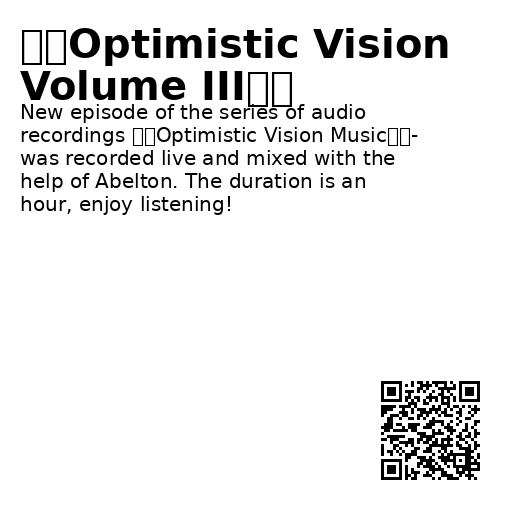 Optimistic Vision
Volume III
New episode of the series of audio
recordings Optimistic Vision Music-
was recorded live and mixed with the
help of Abelton. The duration is an
hour, enjoy listening!